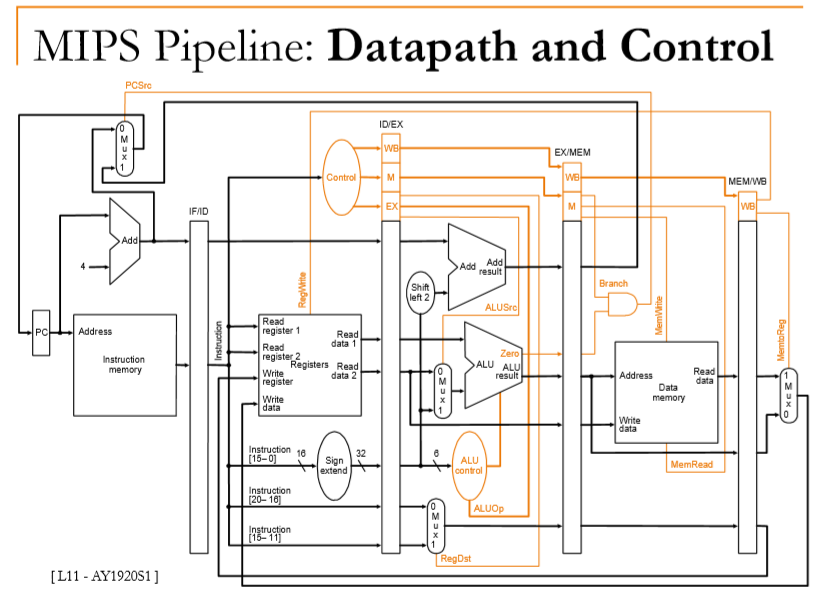 MIPS Pipeline: Datapath and Control
PCSrc
ID/EX
0
M
u
x
1
WB
EX/MEM
Control
M
WB
MEM/WB
EX
M
WB
IF/ID
Add
4
Add
Add
result
Shift
left 2
RegWrite
Branch
ALUSrc
MemWrite
PC
Address
Instruction
memory
Instruction
Read
register 1
Read
register 2
Registers
Write
register
Write
data
Read
data 1
Read
data 2
0
M
u
x
1
Zero
ALU
ALU
result
Address
Data
memory
Read
data
Write
data
MemtoReg
1
M
u
x
0
Instruction
[15–0]
16
Sign
extend
32
6
ALU
control
MemRead
Instruction
[20–16]
ALUOp
0
M
u
x
1
Instruction
[15–11]
RegDst
[ L11 - AY1920S1 ]